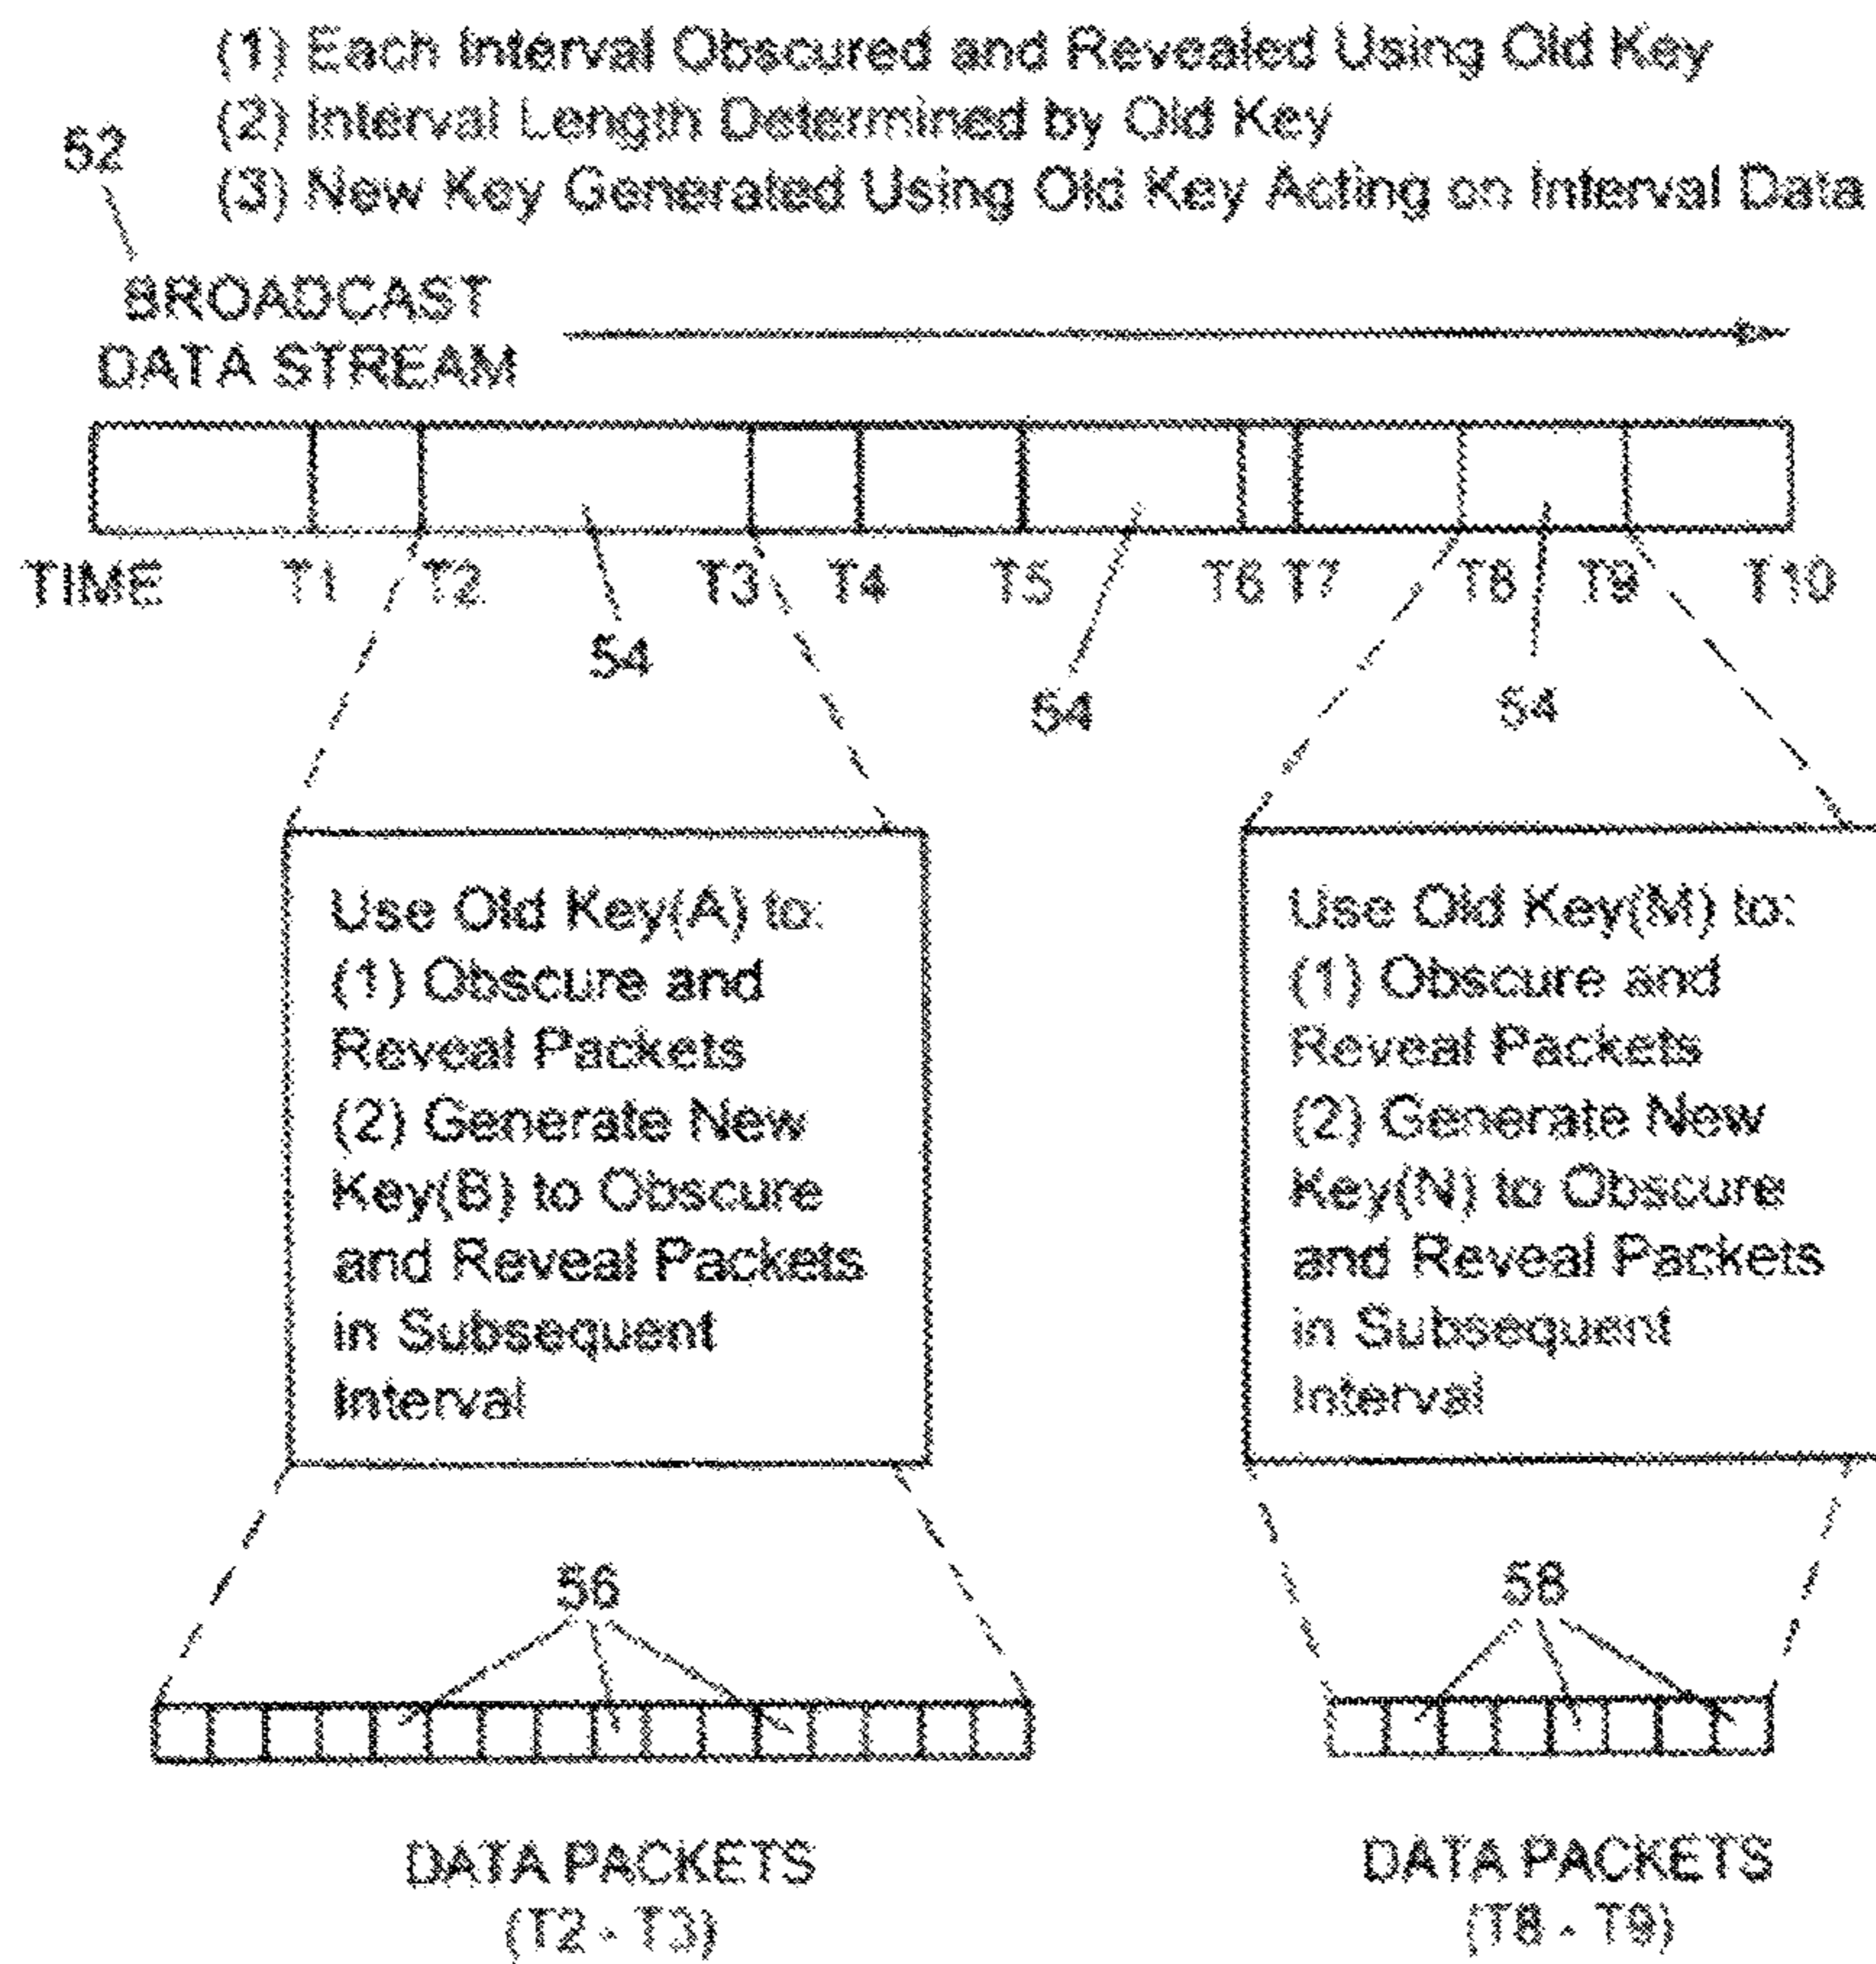 (1) Each Interval Obscured and Revealed Using Old Key
(2) Interval Length Determined by Old Key
(3) New Key Generated Using Old Key Acting on Interval Data
52
BROADCAST
DATA STREAM
TIME T1 T2 T3 T4 T5 T6 T7 T8 T9 T10
54
54
54
Use Old Key(A) to:
(1) Obscure and
Reveal Packets
(2) Generate New
Key(B) to Obscure
and Reveal Packets
in Subsequent
Interval
Use Old Key(M) to:
(1) Obscure and
Reveal Packets
(2) Generate New
Key(N) to Obscure
and Reveal Packets
in Subsequent
Interval
56
58
DATA PACKETS
(T2 - T3)
DATA PACKETS
(T8 - T9)